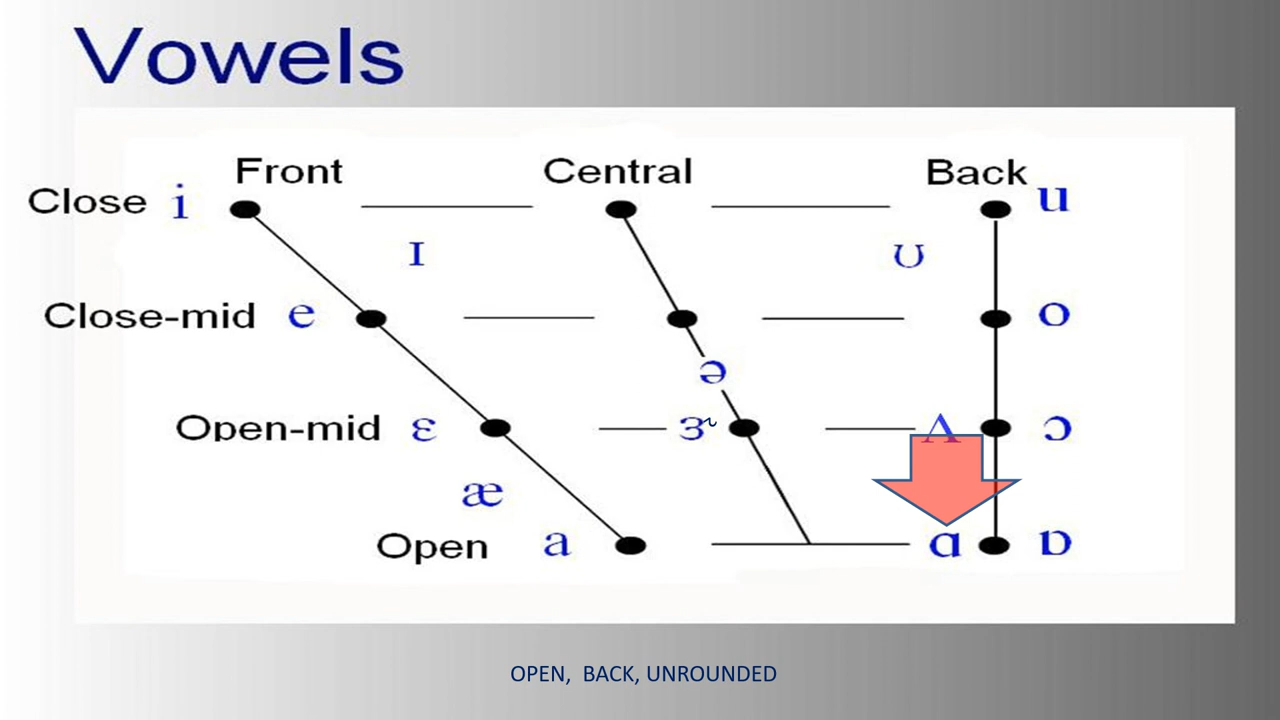 Vowels
Front Central Back
Close i u
ɪ ʊ
Close-mid e o
ə
Open-mid ɛ ɝ ʌ ɔ
æ
Open a ɑ ɒ
OPEN, BACK, UNROUNDED